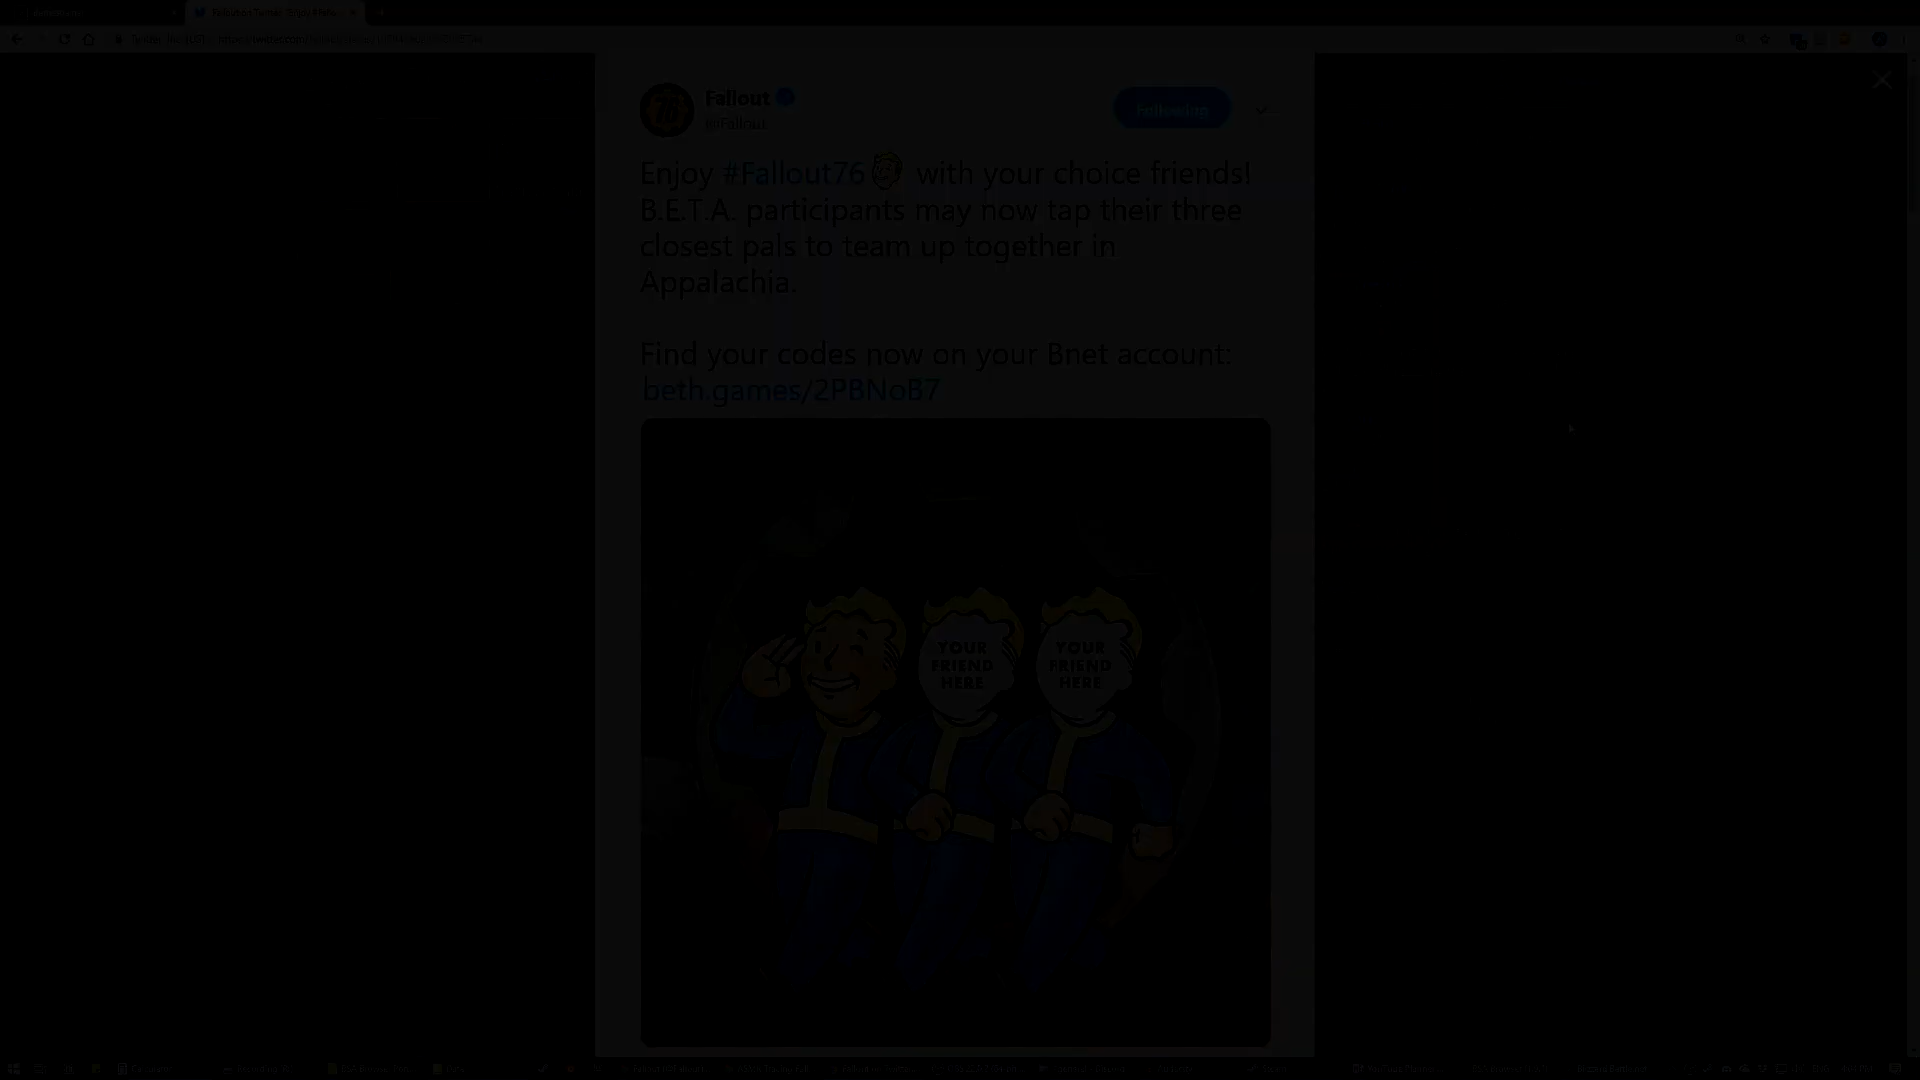 Fallout
@Fallout
Following
Enjoy #Fallout76 with your choice friends!
B.E.T.A. participants may now tap their three
closest pals to team up together in
Appalachia.
Find your codes now on your Bnet account:
beth.games/2PBNoB7
YOUR
FRIEND
HERE
YOUR
FRIEND
HERE